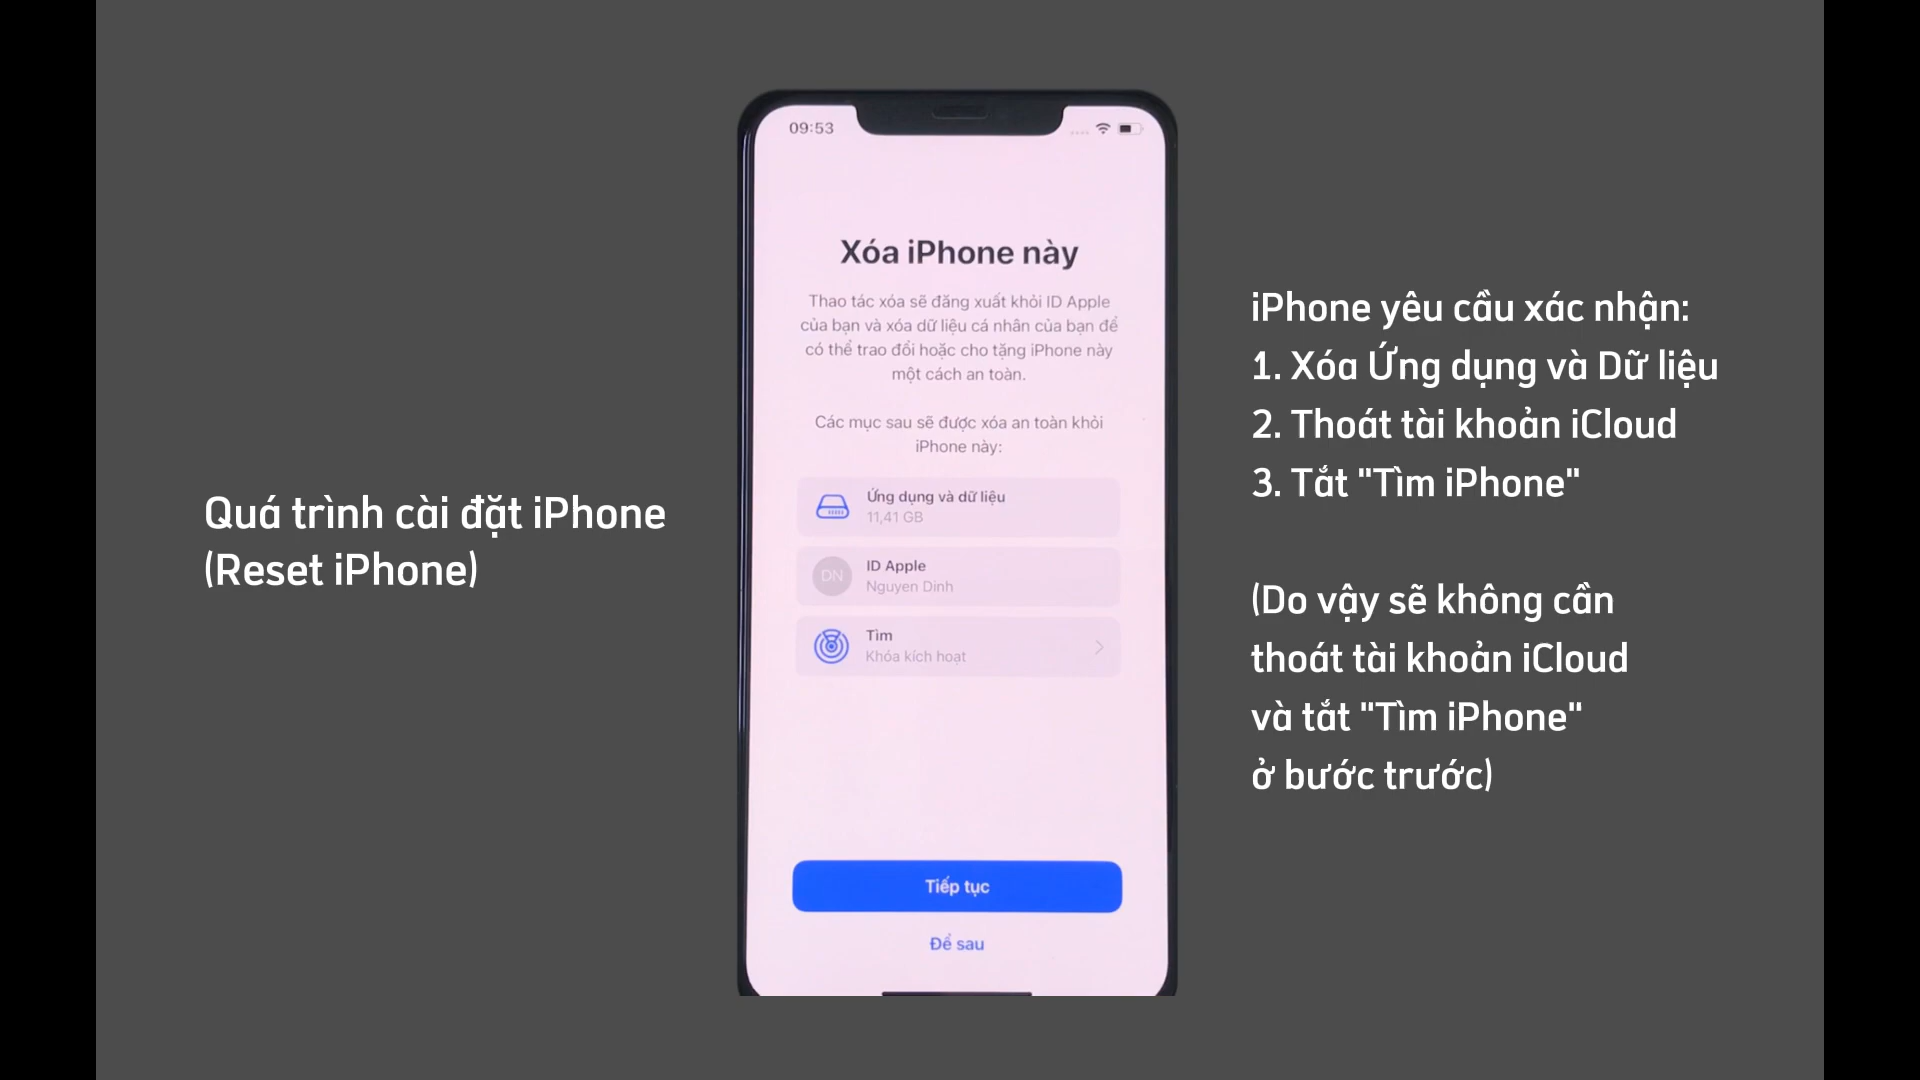 Quá trình cài đặt iPhone
(Reset iPhone)
09:53
Xóa iPhone này
Thao tác xóa sẽ đăng xuất khỏi ID Apple
của bạn và xóa dữ liệu cá nhân của bạn để
có thể trao đổi hoặc cho tặng iPhone này
một cách an toàn.
Các mục sau sẽ được xóa an toàn khỏi
iPhone này:
Ứng dụng và dữ liệu
11,41 GB
DN
ID Apple
Nguyen Dinh
Tìm
Khóa kích hoạt
Tiếp tục
Để sau
iPhone yêu cầu xác nhận:
1. Xóa Ứng dụng và Dữ liệu
2. Thoát tài khoản iCloud
3. Tắt "Tìm iPhone"
(Do vậy sẽ không cần
thoát tài khoản iCloud
và tắt "Tìm iPhone"
ở bước trước)